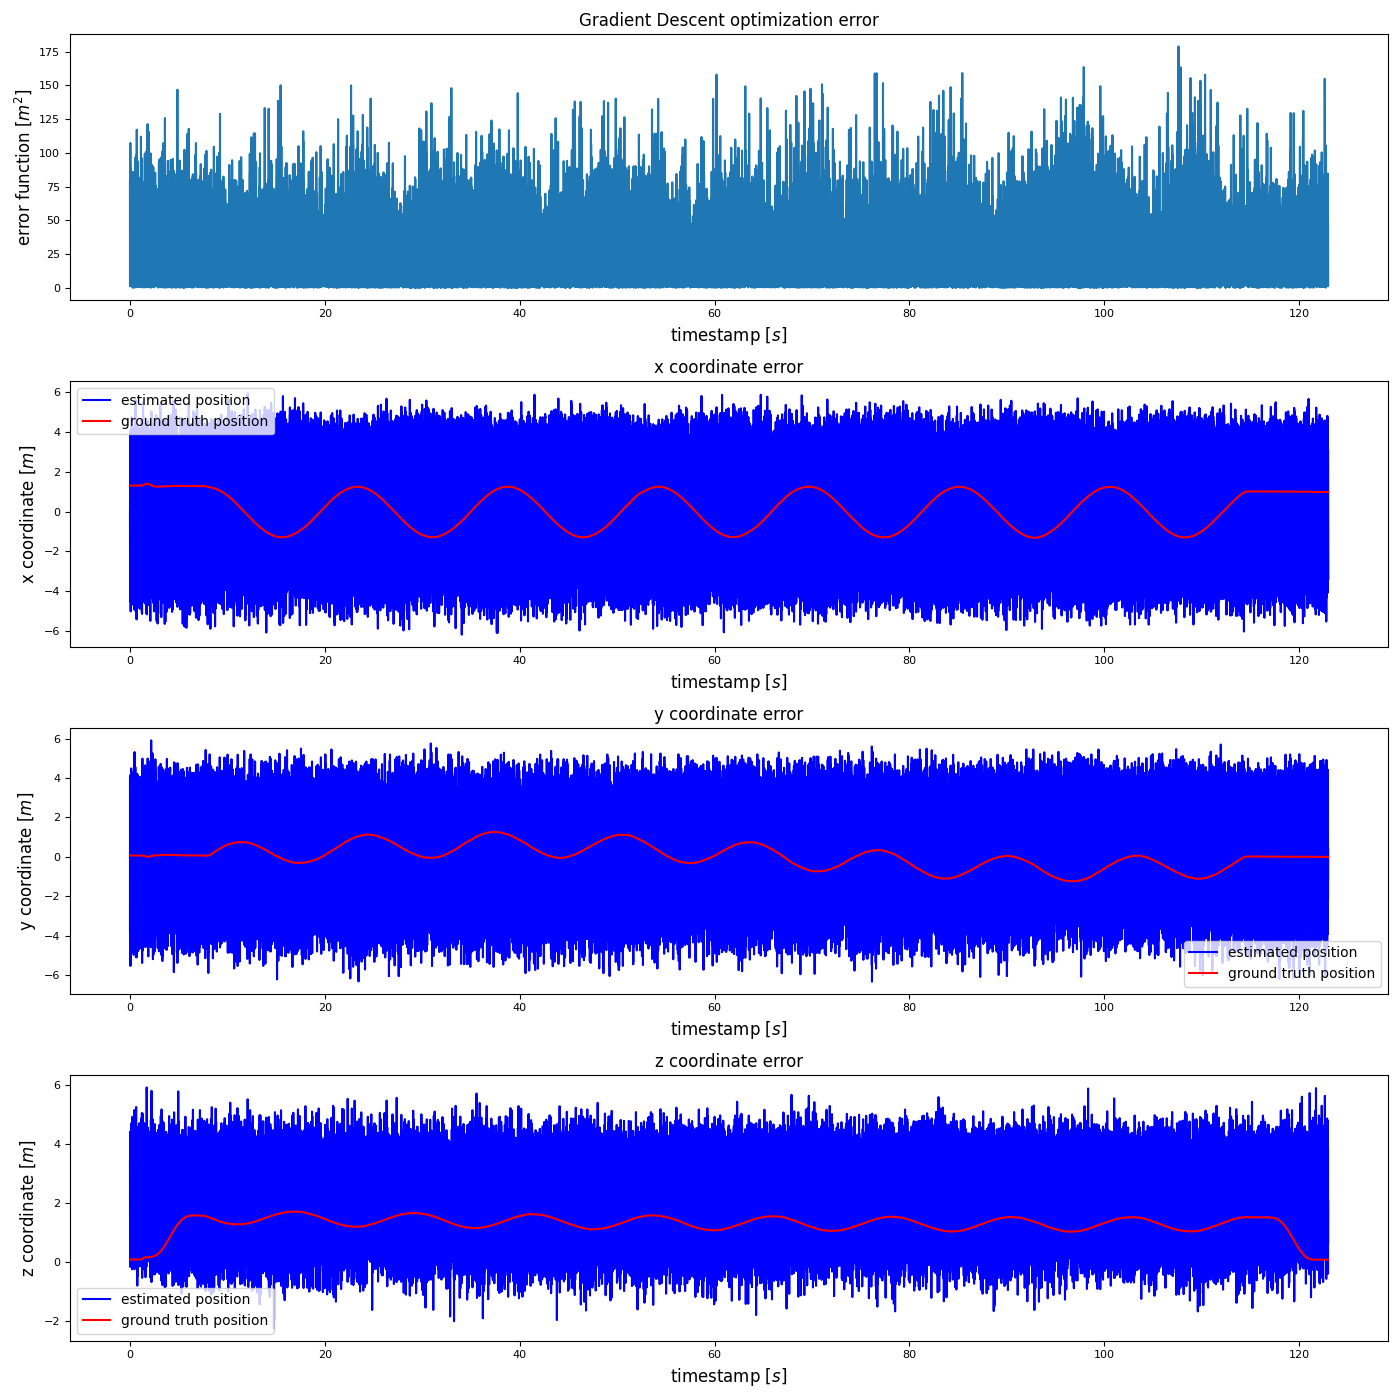 Gradient Descent optimization error
175
150
125
100
75
50
25
0
error function [m²]
0 20 40 60 80 100 120
timestamp [s]
x coordinate error
6
4
2
0
−2
−4
−6
x coordinate [m]
estimated position
ground truth position
0 20 40 60 80 100 120
timestamp [s]
y coordinate error
6
4
2
0
−2
−4
−6
y coordinate [m]
estimated position
ground truth position
0 20 40 60 80 100 120
timestamp [s]
z coordinate error
6
4
2
0
−2
z coordinate [m]
estimated position
ground truth position
0 20 40 60 80 100 120
timestamp [s]